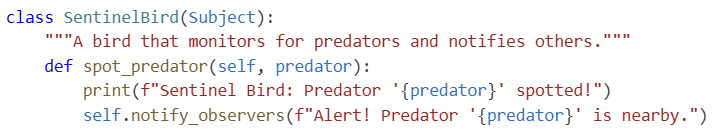 class SentinelBird(Subject):
    """A bird that monitors for predators and notifies others."""
    def spot_predator(self, predator):
        print(f"Sentinel Bird: Predator '{predator}' spotted!")
        self.notify_observers(f"Alert! Predator '{predator}' is nearby.")